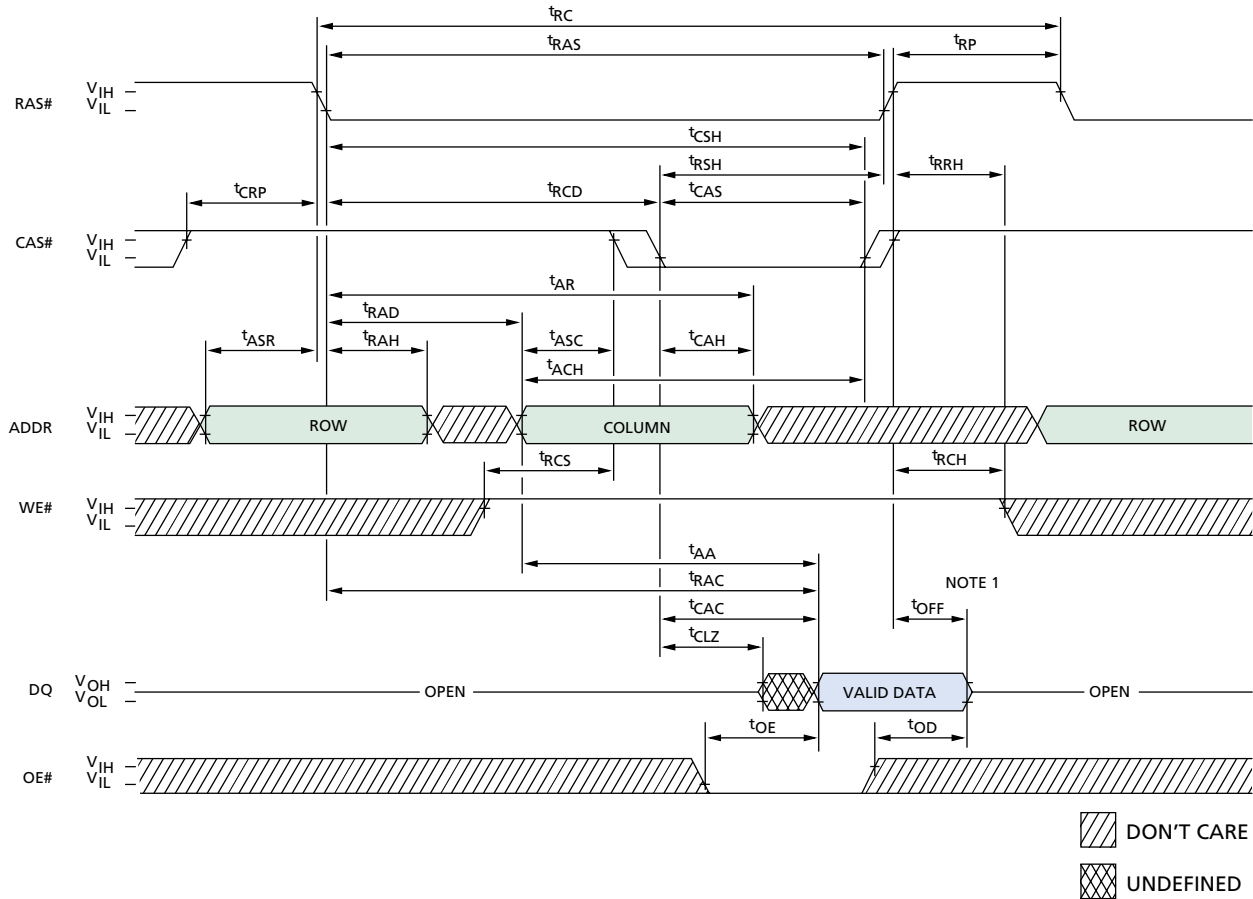 tRC
tRAS
tRP
RAS#
VIH
VIL
tCSH
tRSH
tRRH
tCRP
tRCD
tCAS
CAS#
VIH
VIL
tAR
tRAD
tASR
tRAH
tASC
tCAH
tACH
ADDR
VIH
VIL
ROW
COLUMN
ROW
tRCS
tRCH
WE#
VIH
VIL
tAA
tRAC
NOTE 1
tCAC
tOFF
tCLZ
DQ
VOH
VOL
OPEN
VALID DATA
OPEN
tOE
tOD
OE#
VIH
VIL
DON'T CARE
UNDEFINED